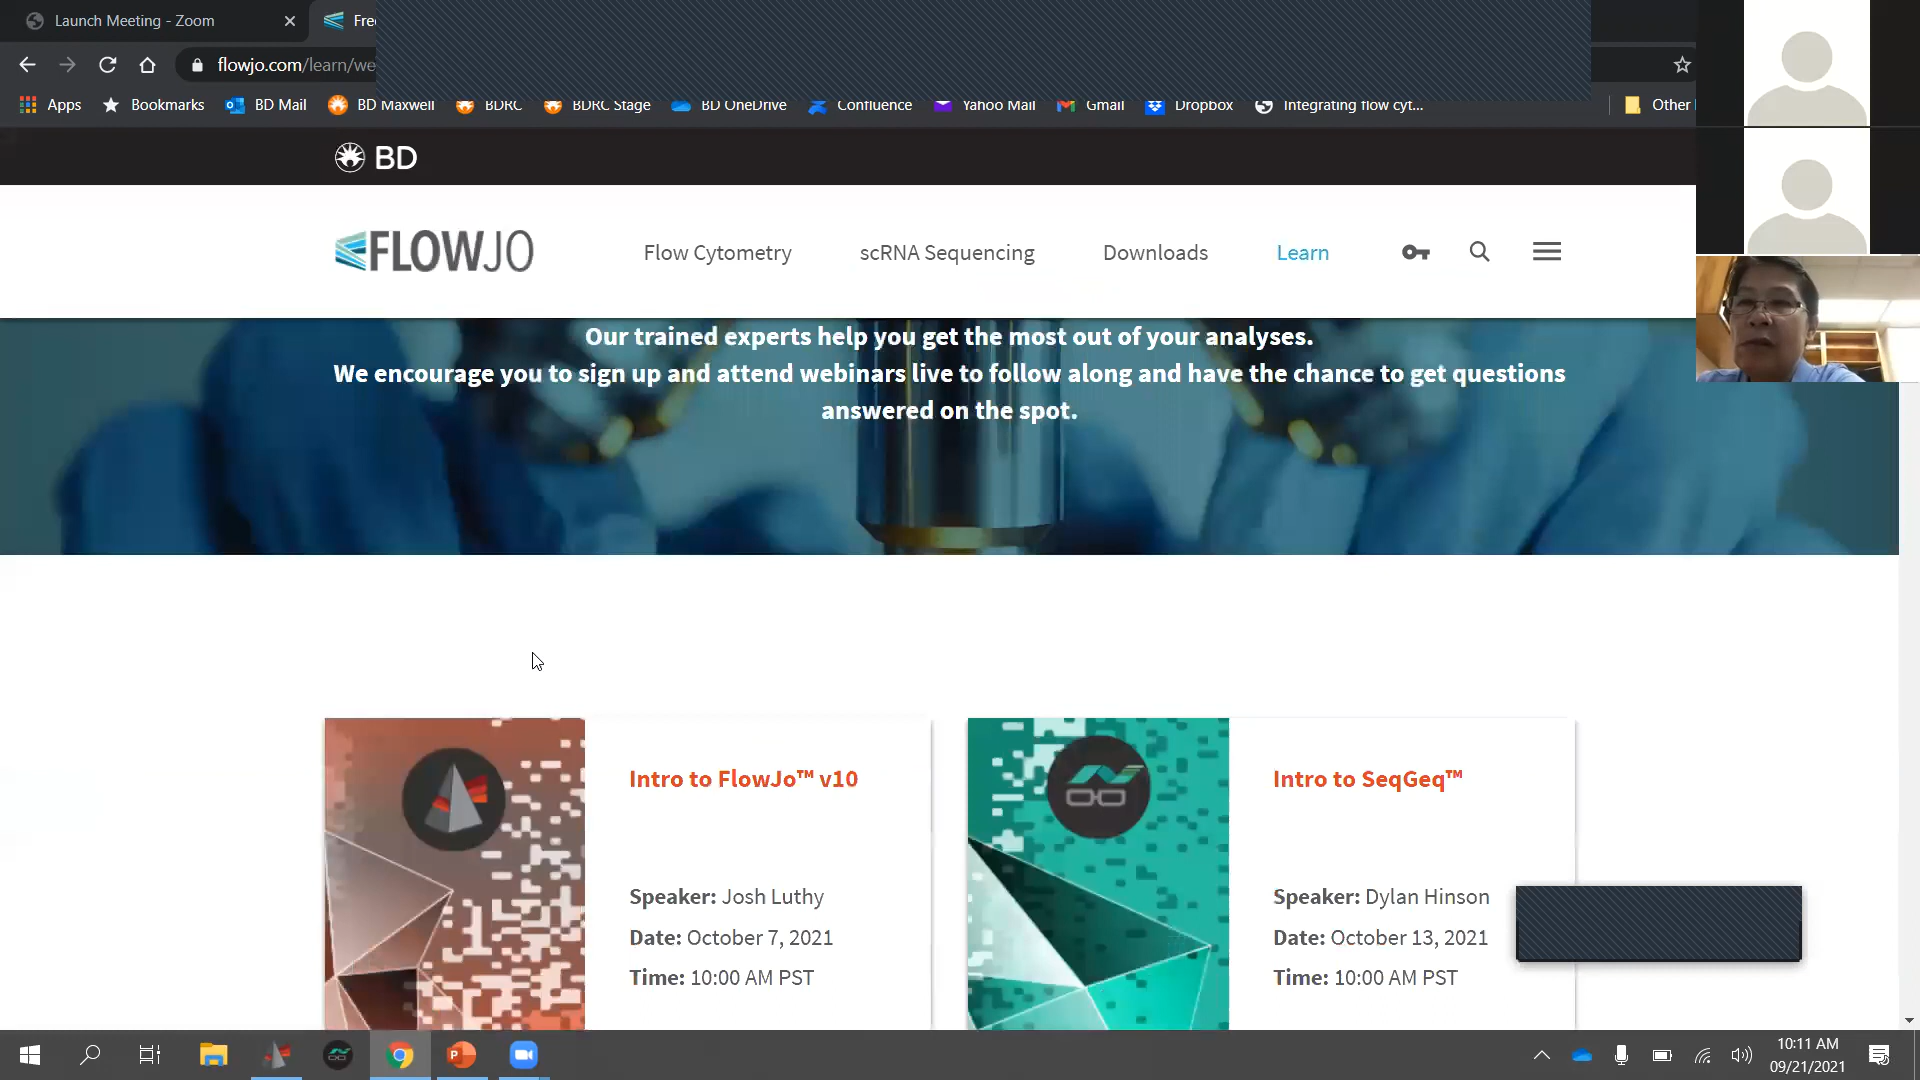 Launch Meeting - Zoom
Fre
flowjo.com/learn/we
Apps
Bookmarks
BD Mail
BD Maxwell
BDRC
BDRC Stage
BD OneDrive
Confluence
Yahoo Mail
Gmail
Dropbox
Integrating flow cyt...
Other
BD
FLOWJO
Flow Cytometry
scRNA Sequencing
Downloads
Learn
Our trained experts help you get the most out of your analyses.
We encourage you to sign up and attend webinars live to follow along and have the chance to get questions
answered on the spot.
Intro to FlowJo™ v10
Speaker: Josh Luthy
Date: October 7, 2021
Time: 10:00 AM PST
Intro to SeqGeq™
Speaker: Dylan Hinson
Date: October 13, 2021
Time: 10:00 AM PST
10:11 AM
09/21/2021